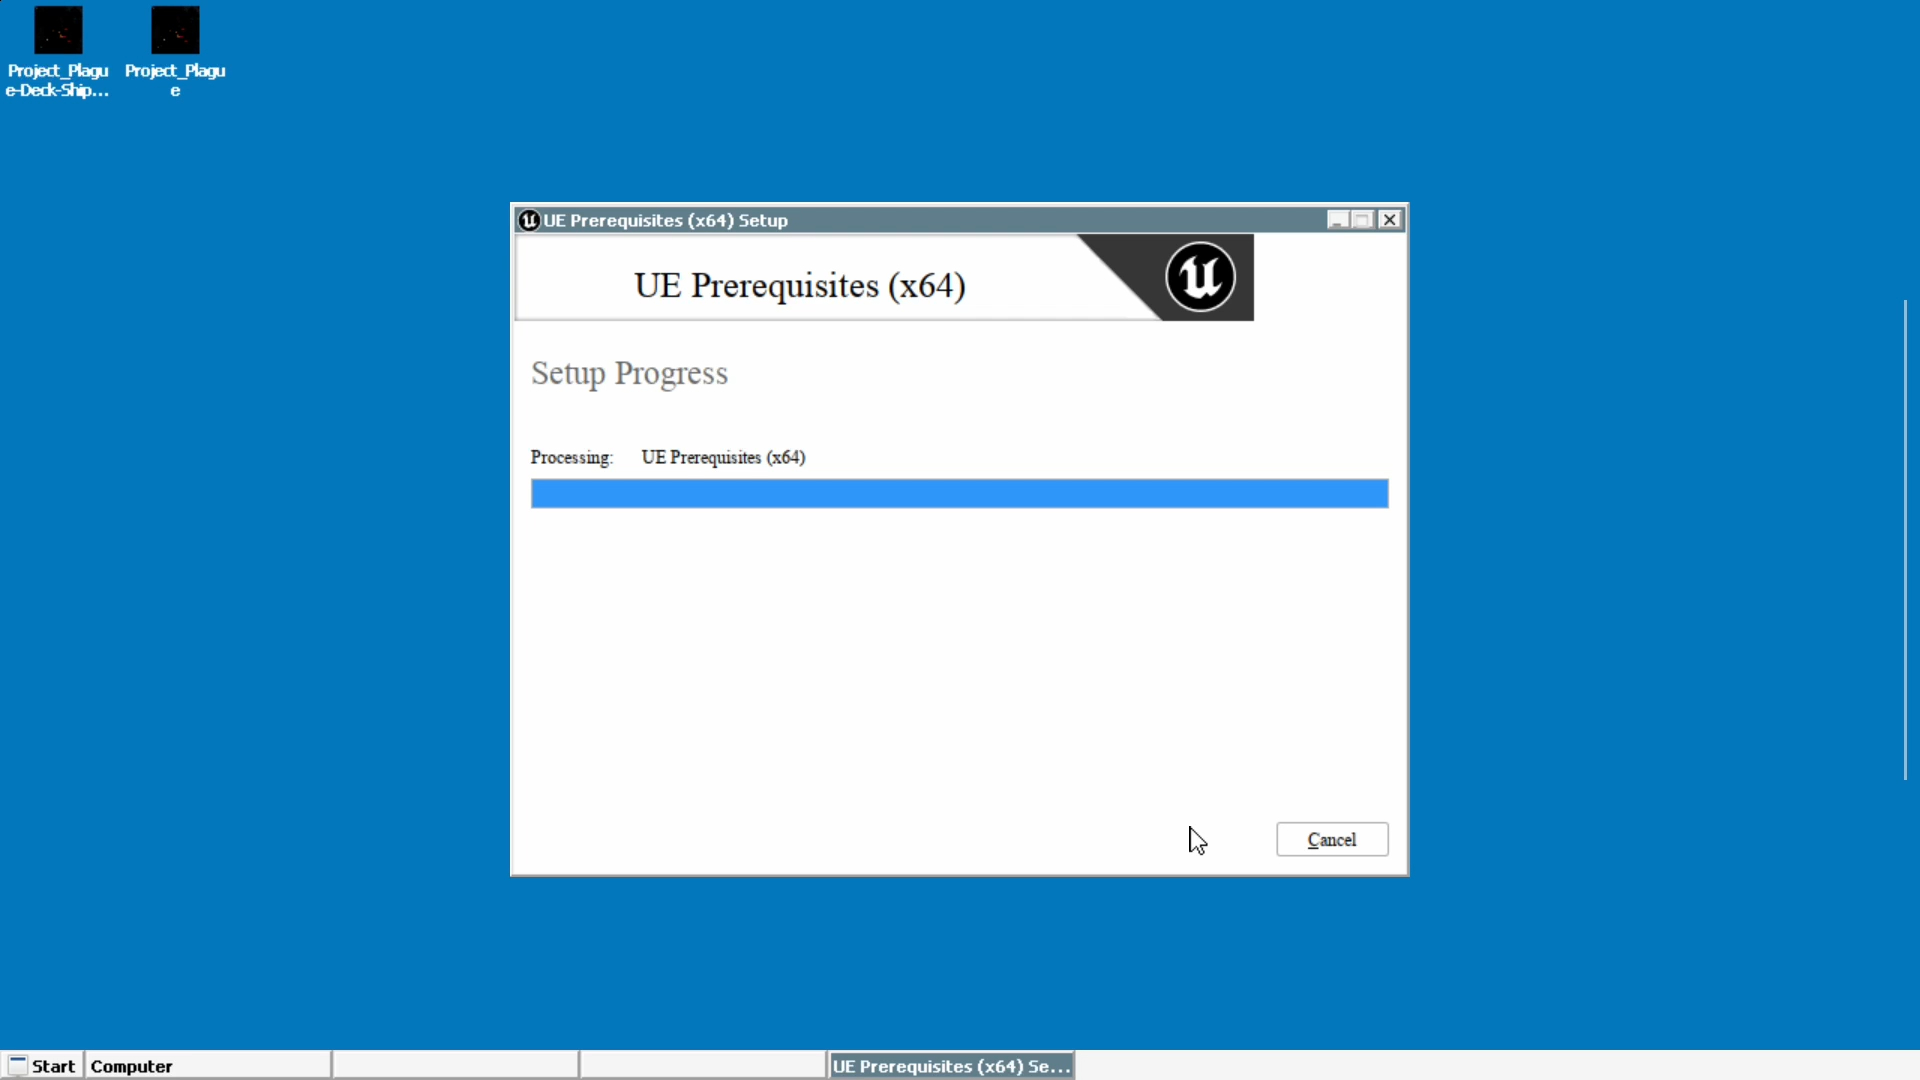 Project_Plagu
e-Deck-Ship...
Project_Plagu
e
UE Prerequisites (x64) Setup
UE Prerequisites (x64)
Setup Progress
Processing: UE Prerequisites (x64)
Cancel
Start
Computer
UE Prerequisites (x64) Se...